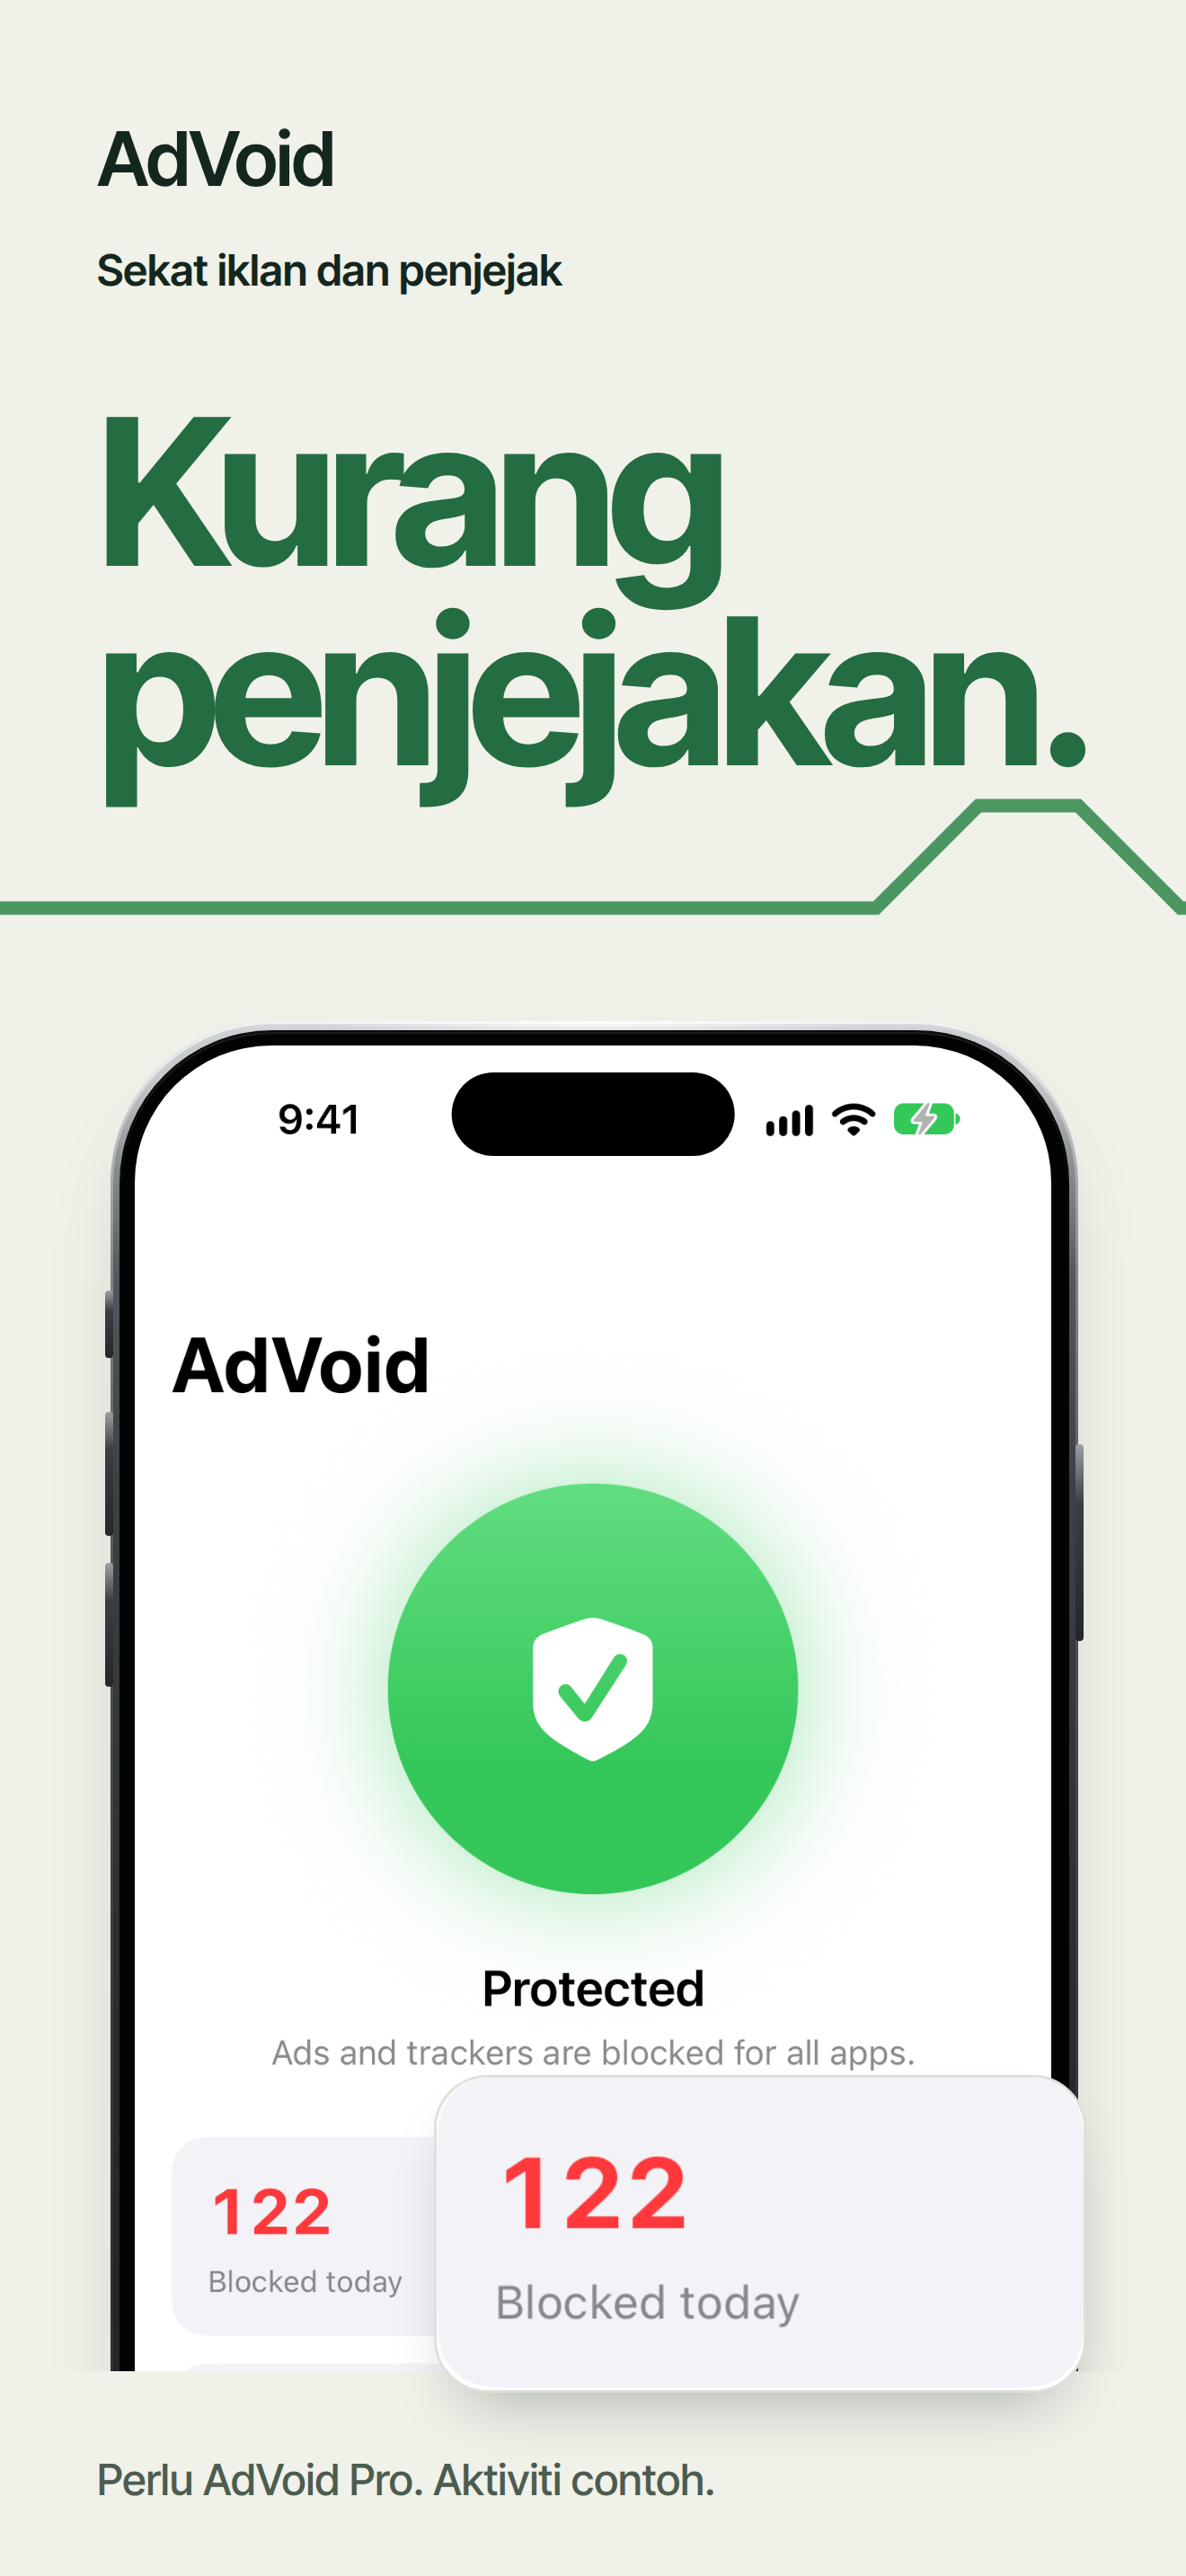 AdVoid
Sekat iklan dan penjejak
Kurang
penjejakan.
9:41
AdVoid
Protected
Ads and trackers are blocked for all apps.
122
Blocked today
122
Blocked today
Perlu AdVoid Pro. Aktiviti contoh.